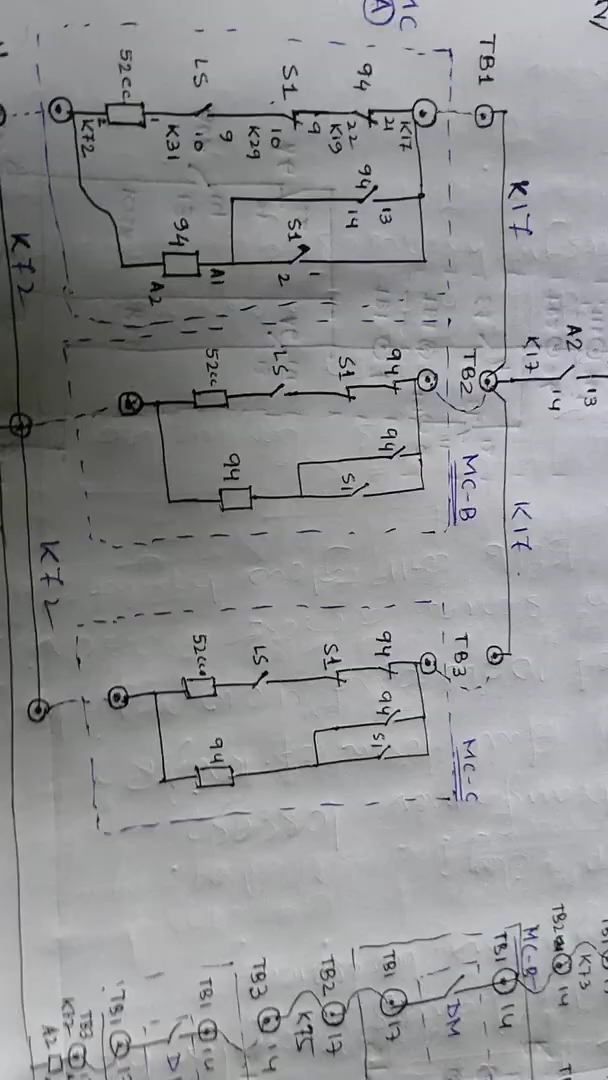 MC
A
TB1
K17
94
21
22
K19
S1
9
10
K29
9
LS
10
K31
52cc
1
2
K72
94
13
14
S1
1
2
94
A1
A2
K17
A2
13
14
K17
TB2
MC-B
94
S1
LS
52cc
94
S1
94
K72
K17
TB3
MC-C
94
S1
LS
52cc
94
S1
94
K72
K73
TB2
14
MC-B
TB1
14
DM
TB1
17
TB2
17
K75
TB3
14
TB1
14
D
TB1
TB3
A2